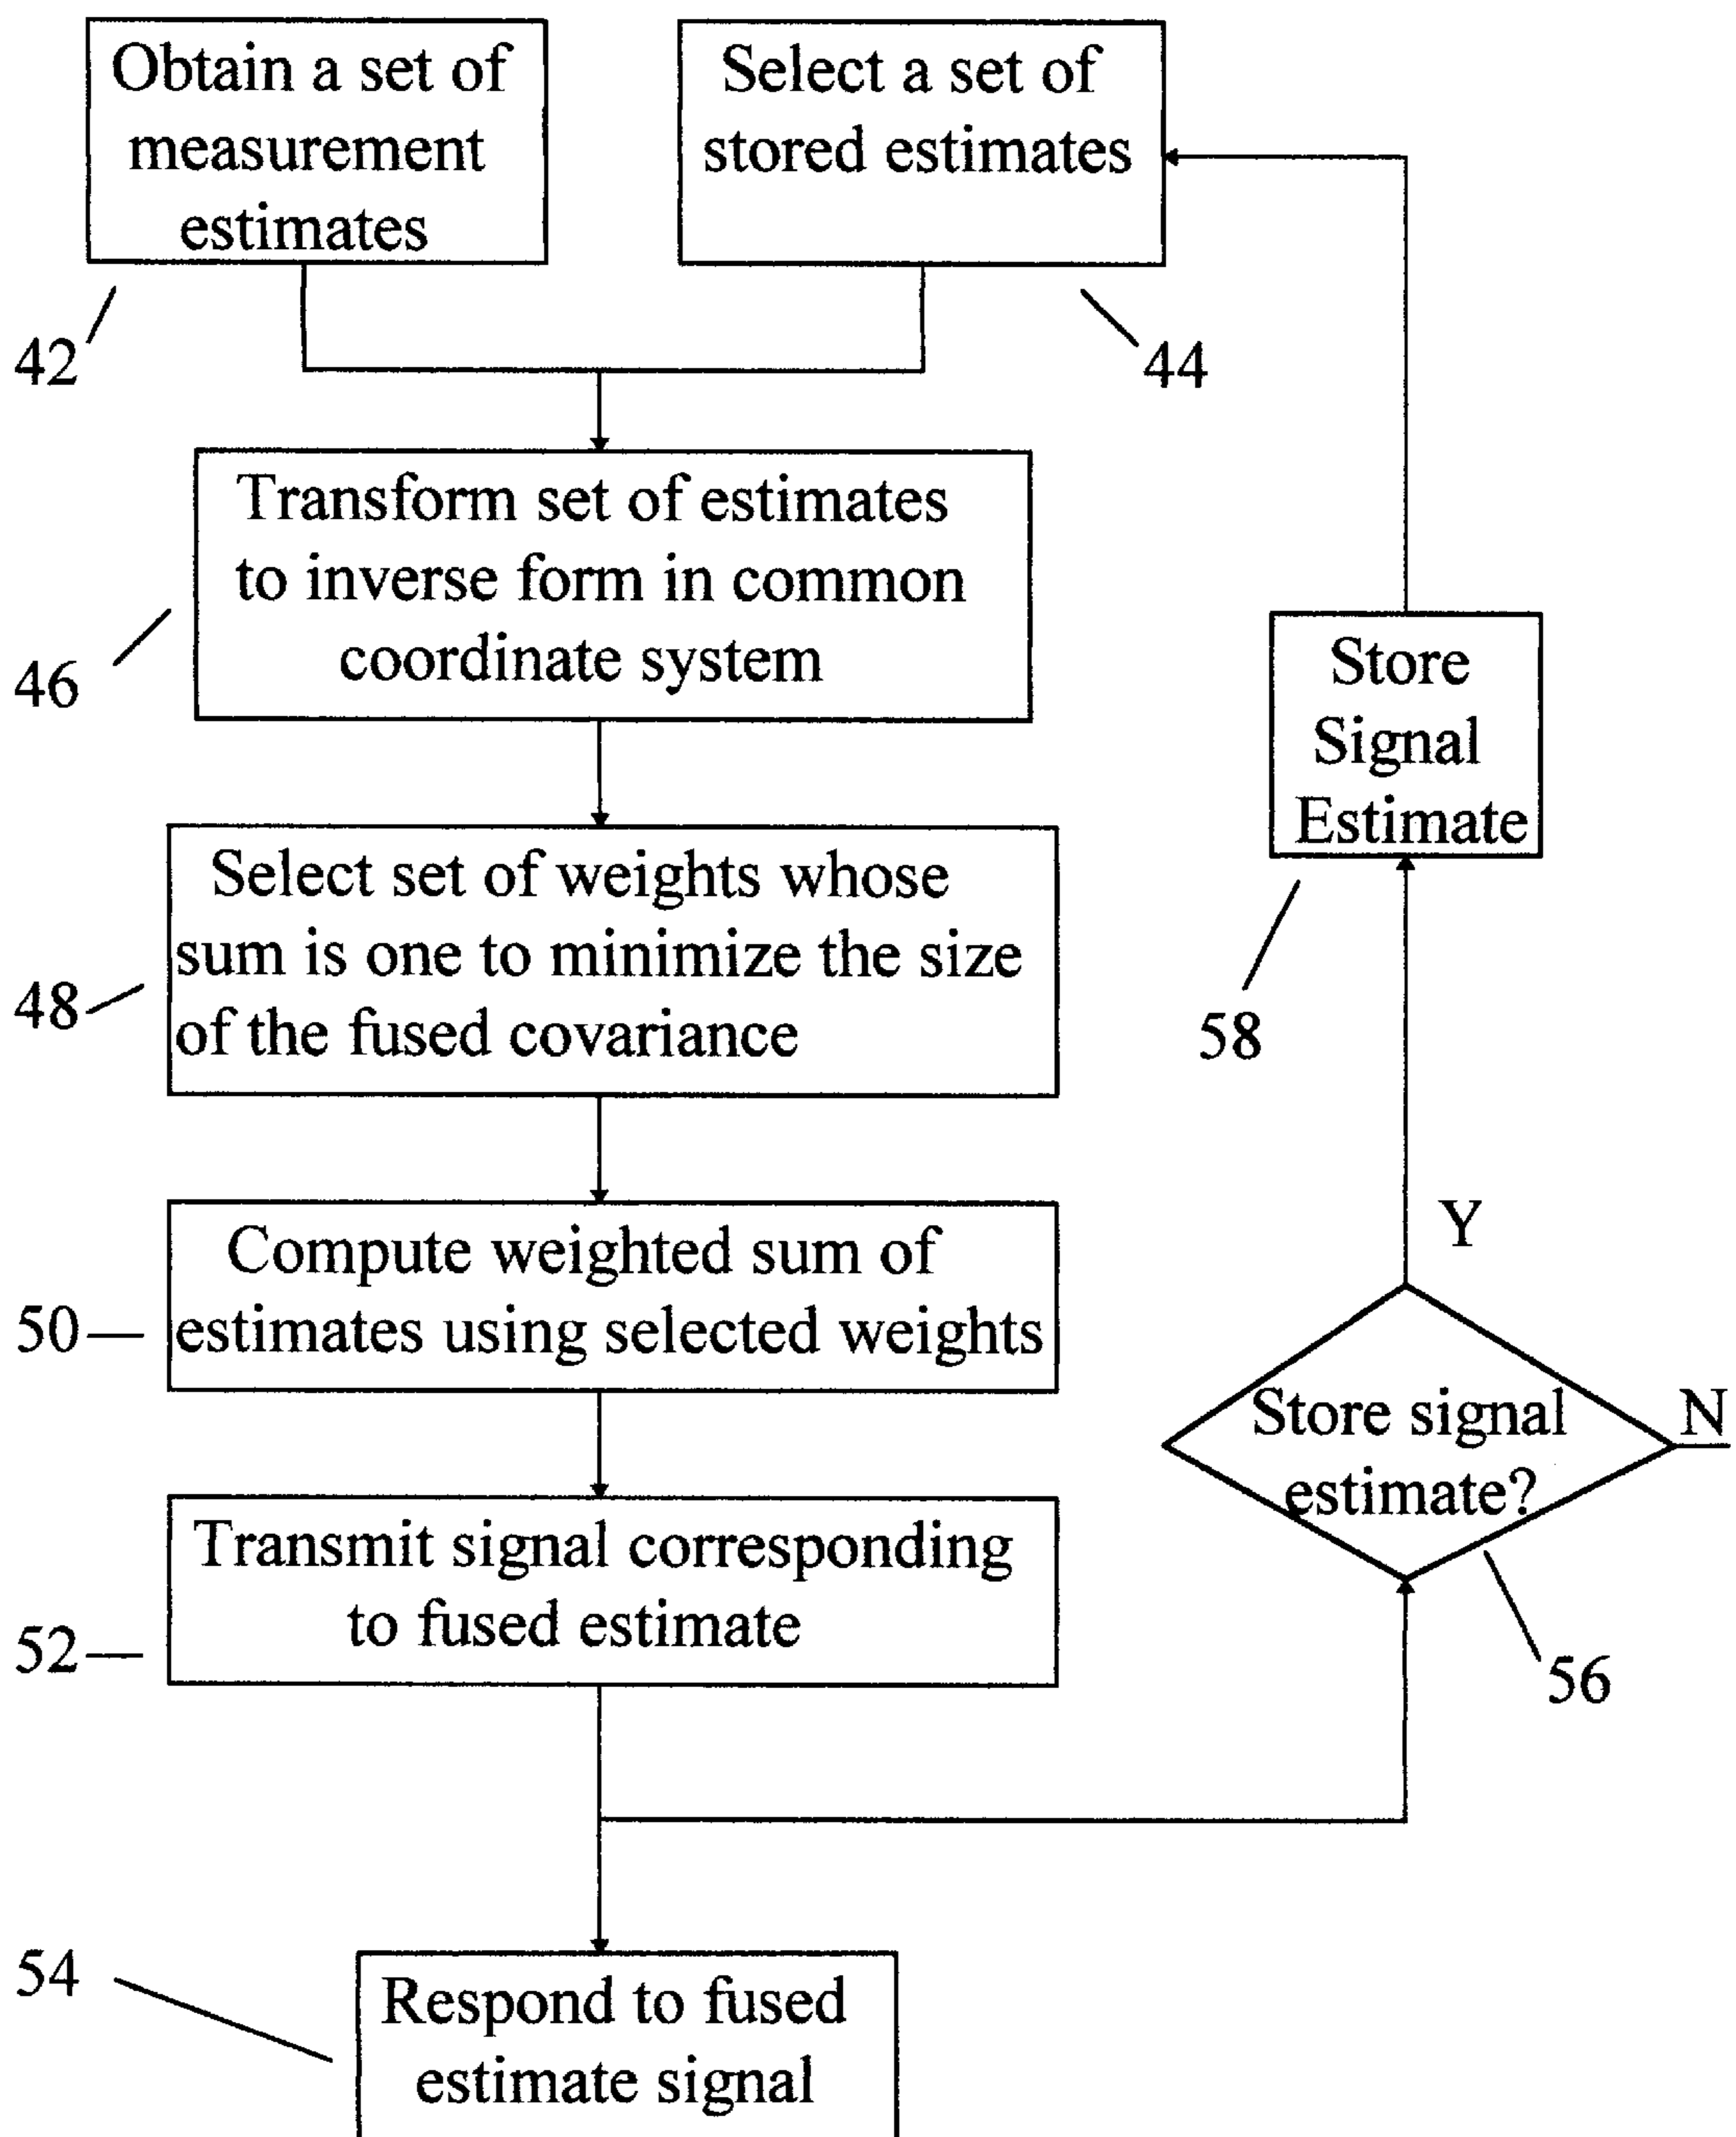 Obtain a set of
measurement
estimates
Select a set of
stored estimates
42
44
Transform set of estimates
to inverse form in common
coordinate system
46
Store
Signal
Estimate
Select set of weights whose
sum is one to minimize the size
of the fused covariance
48
58
Y
Compute weighted sum of
estimates using selected weights
50
Store signal
estimate?
N
Transmit signal corresponding
to fused estimate
52
56
54
Respond to fused
estimate signal